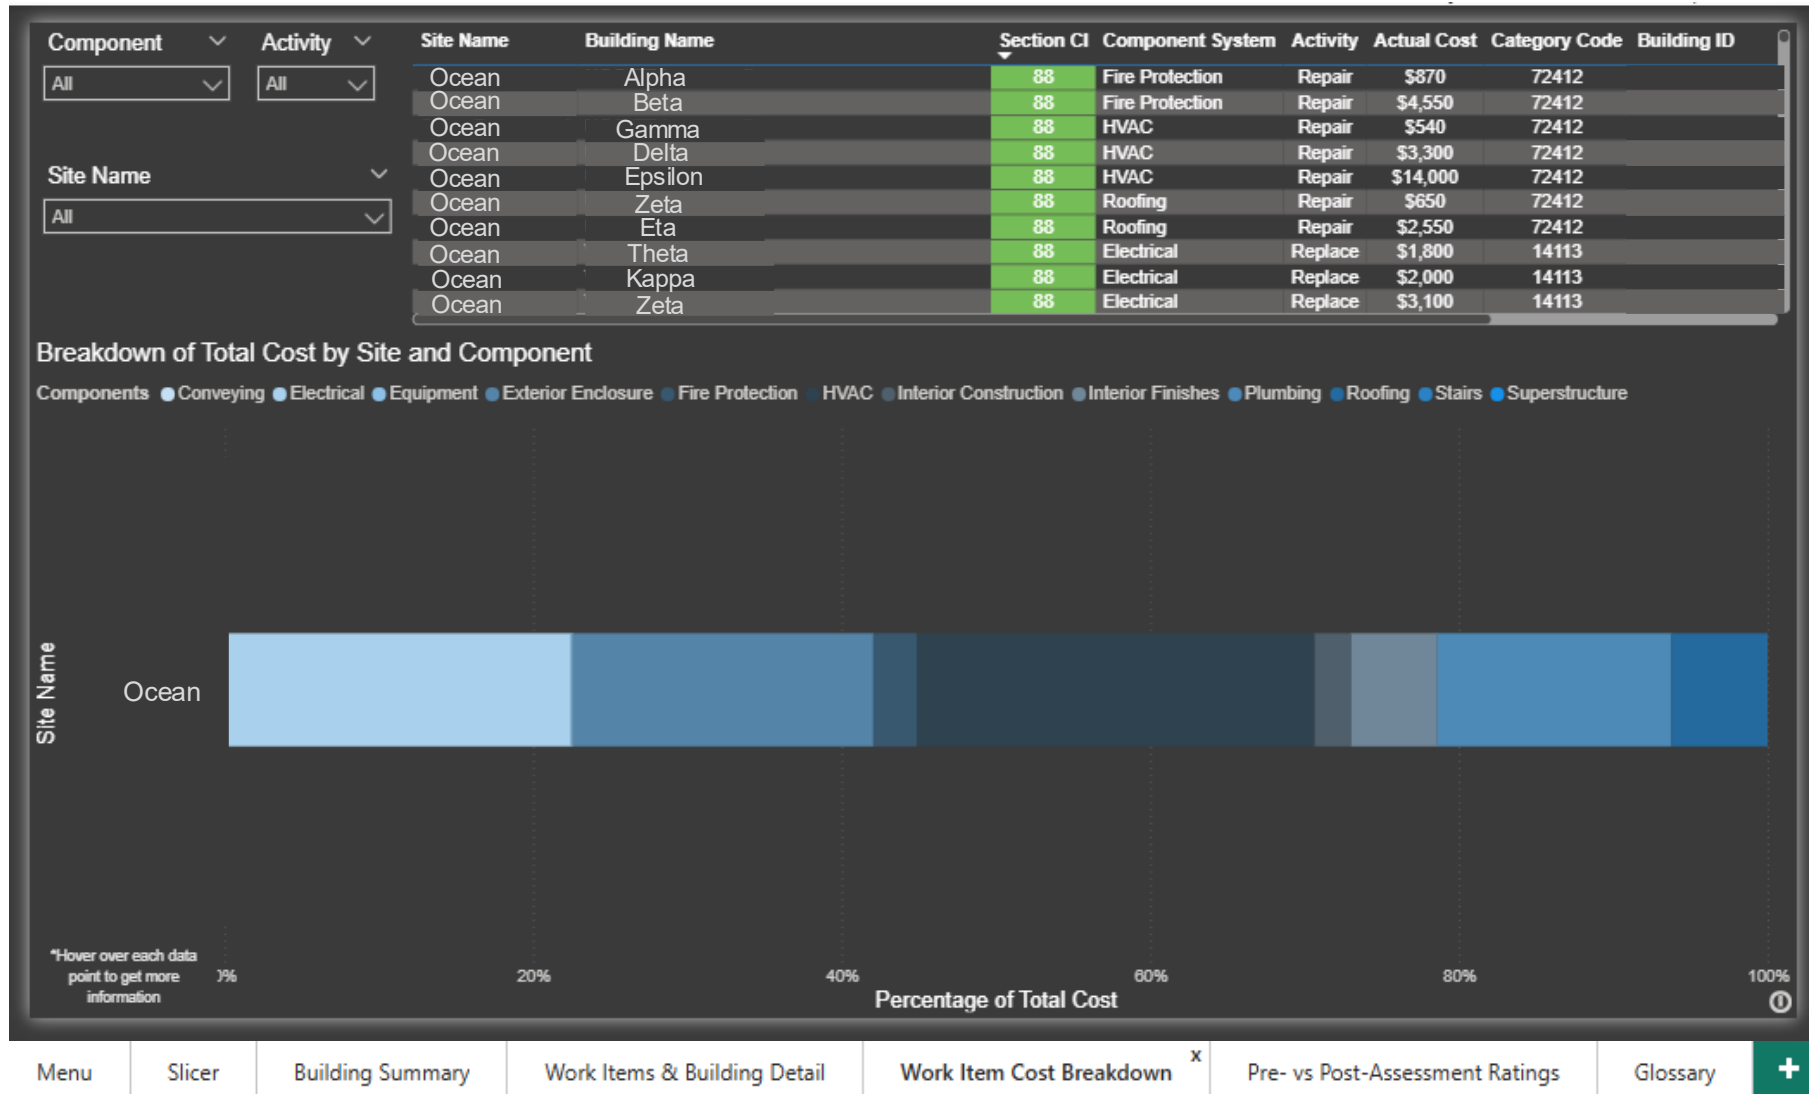 Component Activity Site Name Building Name Section CI Component System Activity Actual Cost Category Code Building ID
All All
Ocean Alpha 88 Fire Protection Repair $870 72412
Ocean Beta 88 Fire Protection Repair $4,550 72412
Ocean Gamma 88 HVAC Repair $540 72412
Ocean Delta 88 HVAC Repair $3,300 72412
Site Name
Ocean Epsilon 88 HVAC Repair $14,000 72412
All
Ocean Zeta 88 Roofing Repair $650 72412
Ocean Eta 88 Roofing Repair $2,550 72412
Ocean Theta 88 Electrical Replace $1,800 14113
Ocean Kappa 88 Electrical Replace $2,000 14113
Ocean Zeta 88 Electrical Replace $3,100 14113
Breakdown of Total Cost by Site and Component
Components Conveying Electrical Equipment Exterior Enclosure Fire Protection HVAC Interior Construction Interior Finishes Plumbing Roofing Stairs Superstructure
Site Name
Ocean
*Hover over each data
point to get more
information
)% 20% 40% 60% 80% 100%
Percentage of Total Cost
Menu Slicer Building Summary Work Items & Building Detail Work Item Cost Breakdown x Pre- vs Post-Assessment Ratings Glossary +